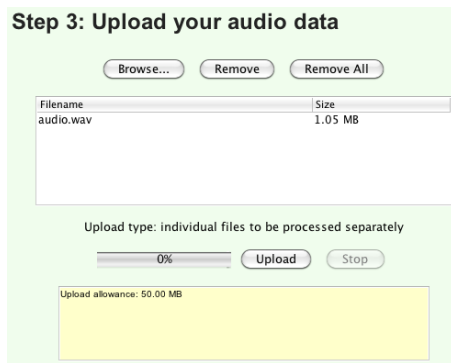 Step 3: Upload your audio data
Browse... Remove Remove All
Filename Size
audio.wav 1.05 MB
Upload type: individual files to be processed separately
0% Upload Stop
Upload allowance: 50.00 MB